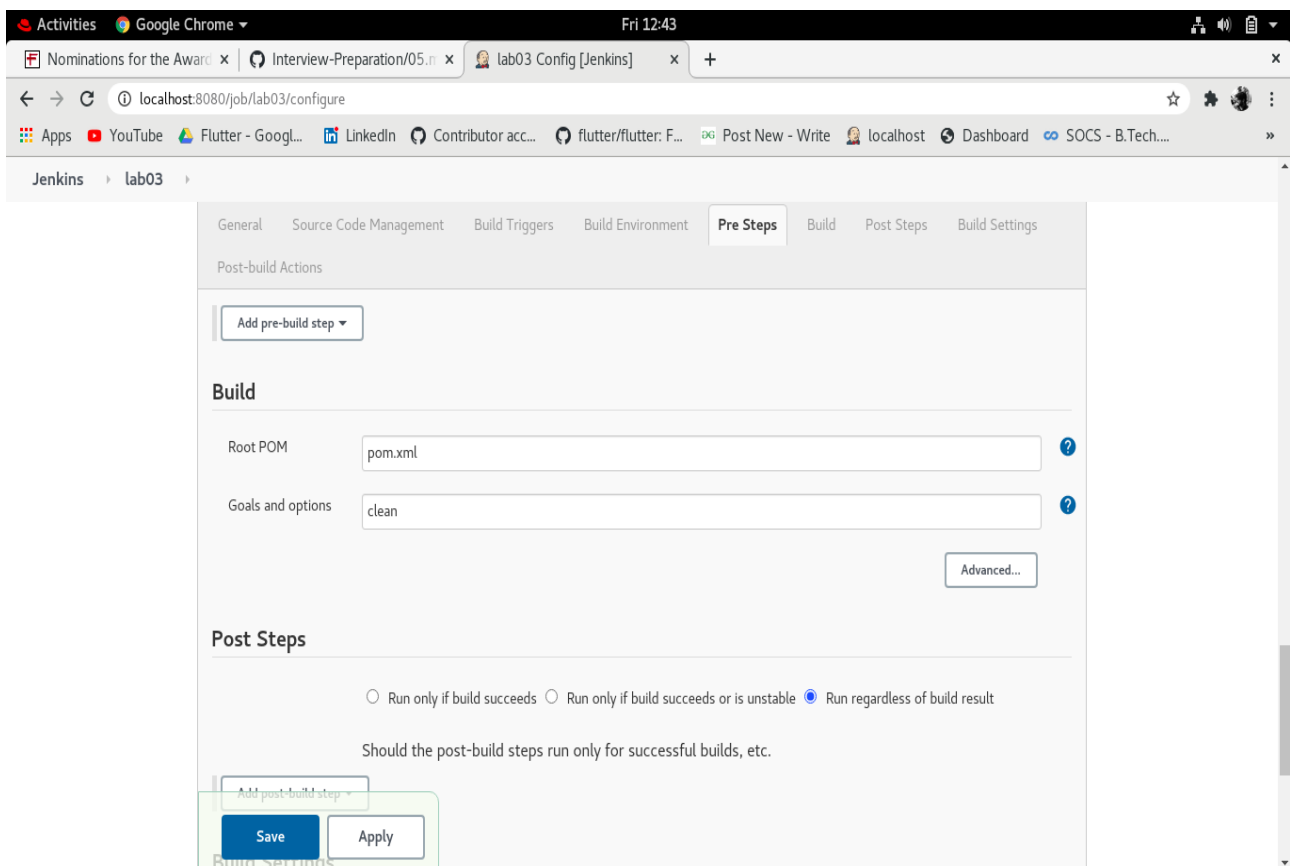 Activities Google Chrome Fri 12:43
Nominations for the Award Interview-Preparation/05.m lab03 Config [Jenkins]
localhost:8080/job/lab03/configure
Apps YouTube Flutter - Googl... LinkedIn Contributor acc... flutter/flutter: F... Post New - Write localhost Dashboard SOCS - B.Tech.... »
Jenkins lab03
General Source Code Management Build Triggers Build Environment Pre Steps Build Post Steps Build Settings
Post-build Actions
Add pre-build step
Build
Root POM pom.xml
Goals and options clean
Advanced...
Post Steps
Run only if build succeeds Run only if build succeeds or is unstable Run regardless of build result
Should the post-build steps run only for successful builds, etc.
Add post-build step
Save Apply
Build Settings